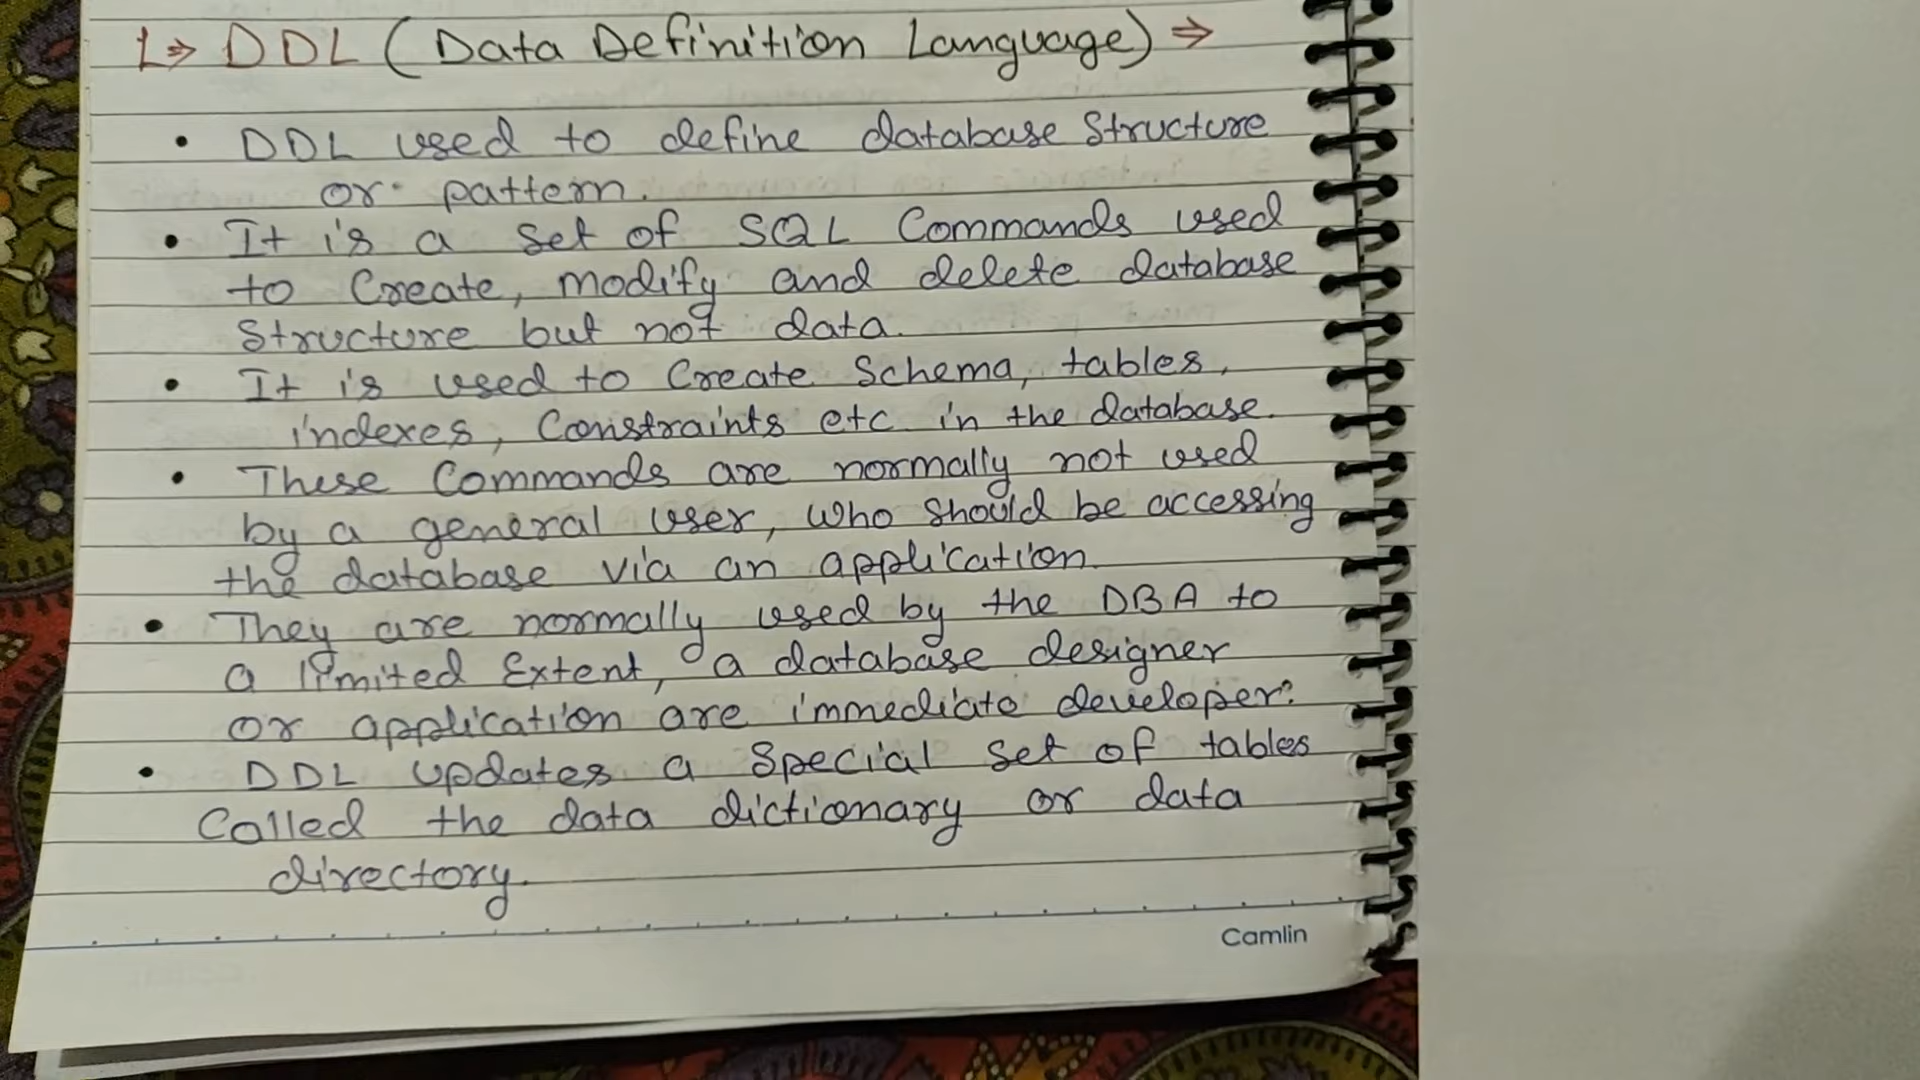 1⇒ DDL (Data Definition Language) ⇒
• DDL used to define database Structure
or pattern.
• It is a set of SQL Commands used
to Create, modify and delete database
Structure but not data.
• It is used to Create Schema, tables,
indexes, Constraints etc. in the database.
• These Commands are normally not used
by a general user, who should be accessing
the database via an application.
• They are normally used by the DBA to
a limited Extent, a database designer
or application are immediate developer.
• DDL updates a Special set of tables
Called the data dictionary or data
directory.
Camlin